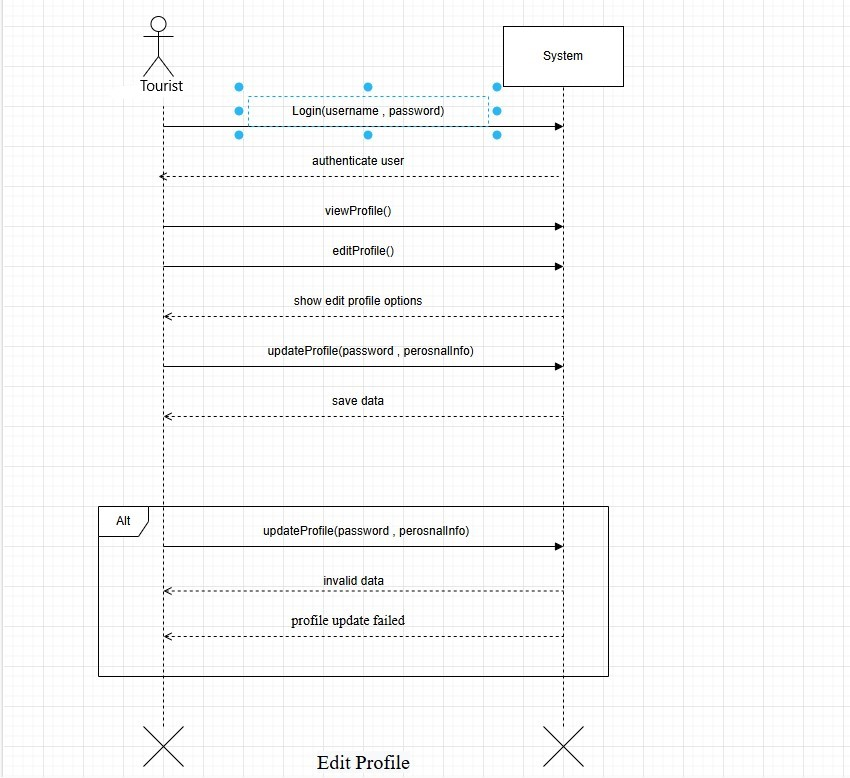 Tourist
System
Login(username , password)
authenticate user
viewProfile()
editProfile()
show edit profile options
updateProfile(password , perosnalInfo)
save data
Alt
updateProfile(password , perosnalInfo)
invalid data
profile update failed
Edit Profile